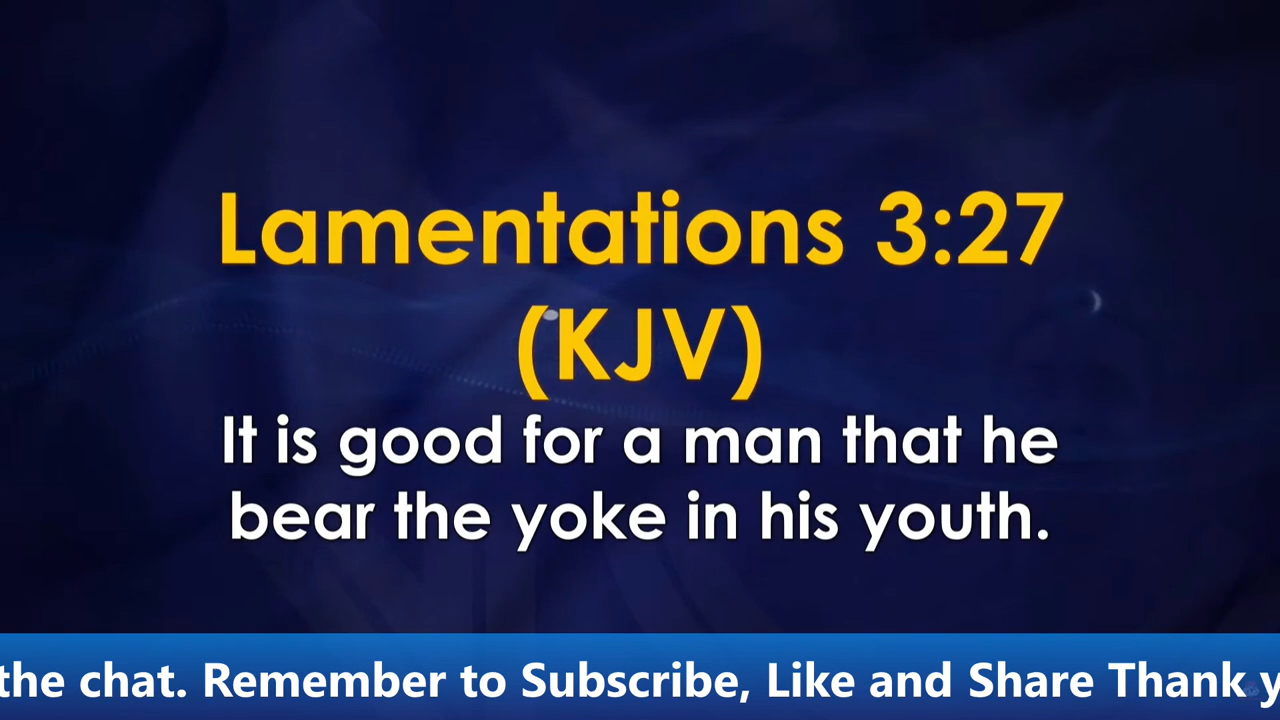 Lamentations 3:27
(KJV)
It is good for a man that he
bear the yoke in his youth.
the chat. Remember to Subscribe, Like and Share Thank y